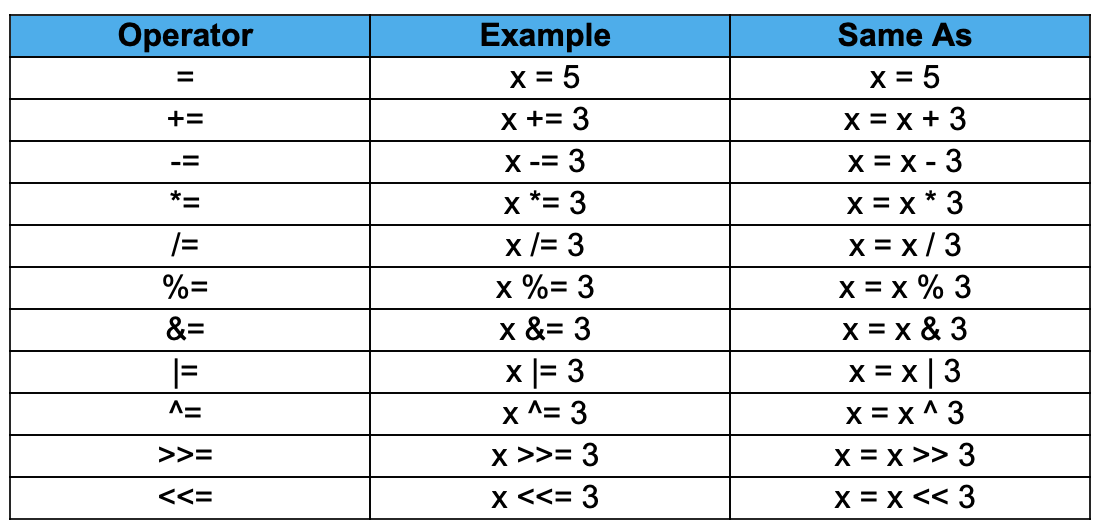 Operator Example Same As
= x = 5 x = 5
+= x += 3 x = x + 3
-= x -= 3 x = x - 3
*= x *= 3 x = x * 3
/= x /= 3 x = x / 3
%= x %= 3 x = x % 3
&= x &= 3 x = x & 3
|= x |= 3 x = x | 3
^= x ^= 3 x = x ^ 3
>>= x >>= 3 x = x >> 3
<<= x <<= 3 x = x << 3